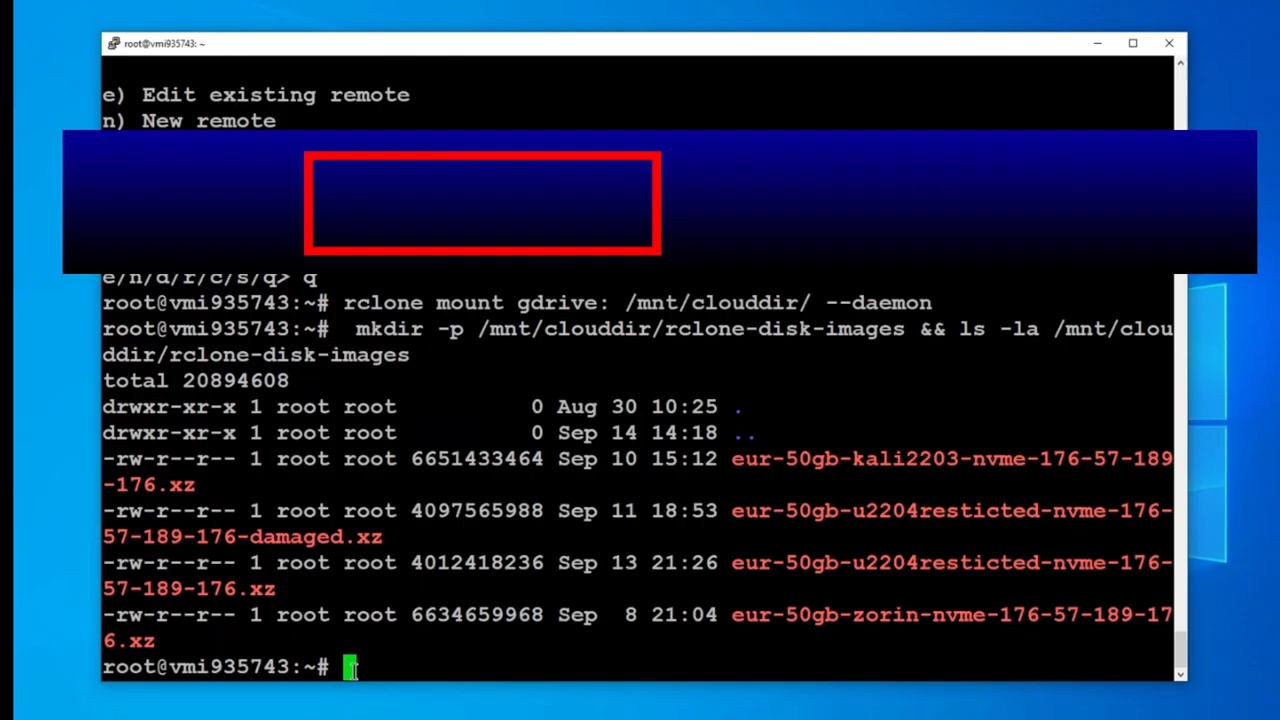 root@vmi935743: ~
e) Edit existing remote
n) New remote
e/n/d/r/c/s/q> q
root@vmi935743:~# rclone mount gdrive: /mnt/clouddir/ --daemon
root@vmi935743:~#  mkdir -p /mnt/clouddir/rclone-disk-images && ls -la /mnt/clou
ddir/rclone-disk-images
total 20894608
drwxr-xr-x 1 root root          0 Aug 30 10:25 .
drwxr-xr-x 1 root root          0 Sep 14 14:18 ..
-rw-r--r-- 1 root root 6651433464 Sep 10 15:12 eur-50gb-kali2203-nvme-176-57-189
-176.xz
-rw-r--r-- 1 root root 4097565988 Sep 11 18:53 eur-50gb-u2204resticted-nvme-176-
57-189-176-damaged.xz
-rw-r--r-- 1 root root 4012418236 Sep 13 21:26 eur-50gb-u2204resticted-nvme-176-
57-189-176.xz
-rw-r--r-- 1 root root 6634659968 Sep  8 21:04 eur-50gb-zorin-nvme-176-57-189-17
6.xz
root@vmi935743:~#